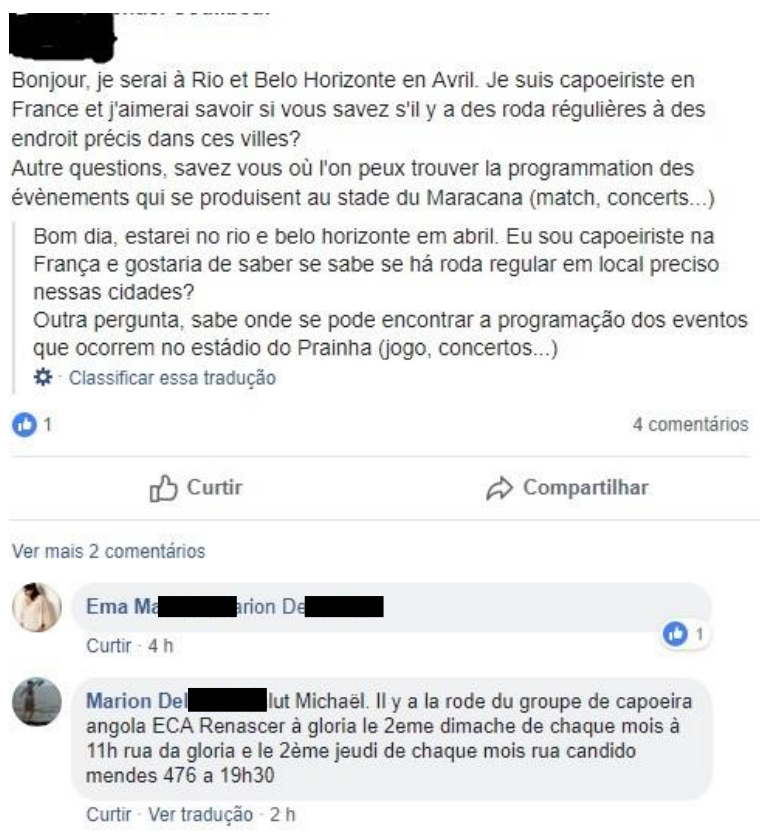 Bonjour, je serai à Rio et Belo Horizonte en Avril. Je suis capoeiriste en
France et j'aimerai savoir si vous savez s'il y a des roda régulières à des
endroit précis dans ces villes?
Autre questions, savez vous où l'on peux trouver la programmation des
évènements qui se produisent au stade du Maracana (match, concerts...)
Bom dia, estarei no rio e belo horizonte em abril. Eu sou capoeiriste na
França e gostaria de saber se sabe se há roda regular em local preciso
nessas cidades?
Outra pergunta, sabe onde se pode encontrar a programação dos eventos
que ocorrem no estádio do Prainha (jogo, concertos...)
· Classificar essa tradução
1 4 comentários
Curtir Compartilhar
Ver mais 2 comentários
Ema Ma arion De
1
Curtir · 4 h
Marion Del lut Michaël. Il y a la rode du groupe de capoeira
angola ECA Renascer à gloria le 2eme dimache de chaque mois à
11h rua da gloria e le 2ème jeudi de chaque mois rua candido
mendes 476 a 19h30
Curtir · Ver tradução · 2 h